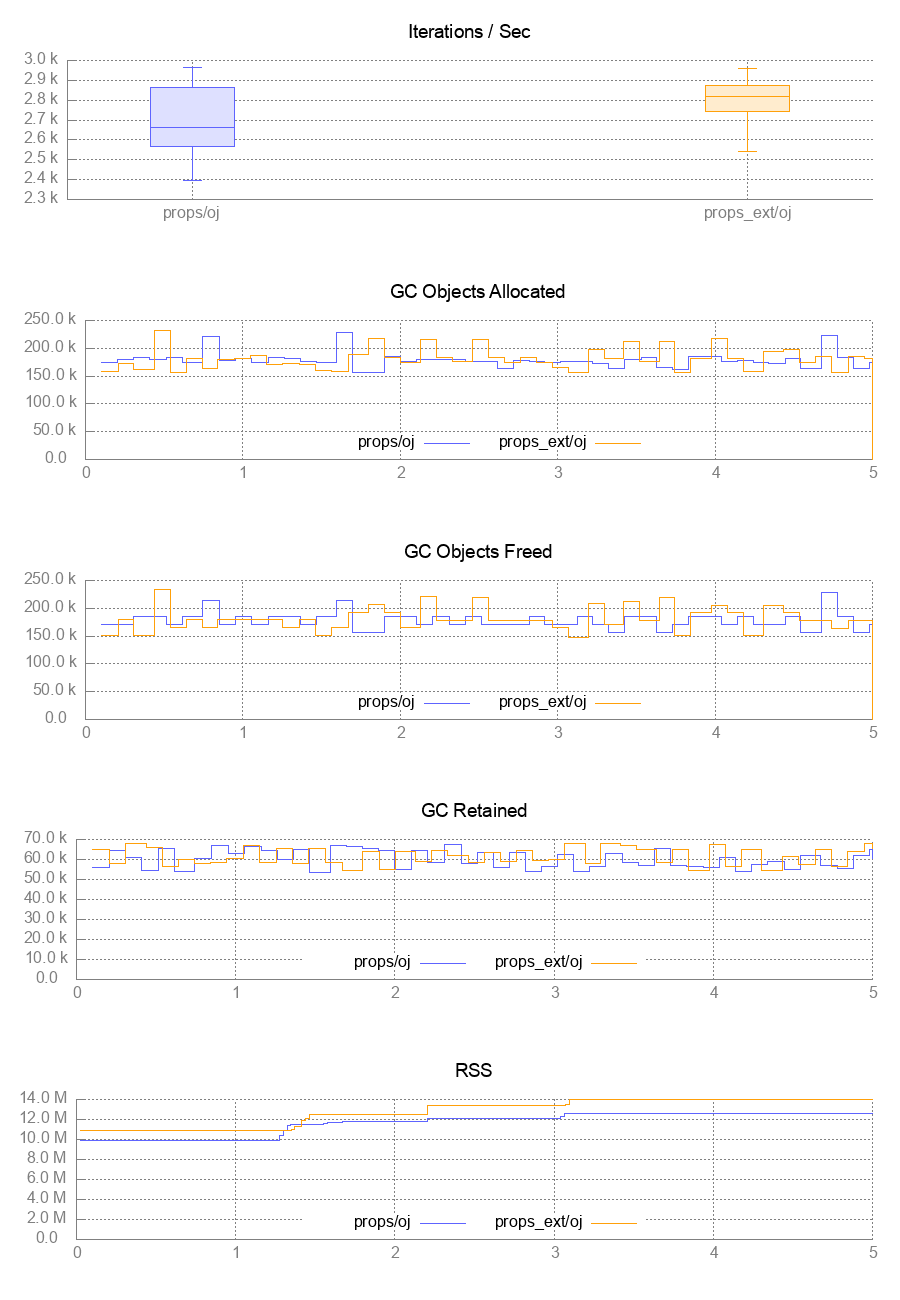 Iterations / Sec
3.0 k
2.9 k
2.8 k
2.7 k
2.6 k
2.5 k
2.4 k
2.3 k
props/oj props_ext/oj
GC Objects Allocated
250.0 k
200.0 k
150.0 k
100.0 k
50.0 k
props/oj props_ext/oj
0.0
0 1 2 3 4 5
GC Objects Freed
250.0 k
200.0 k
150.0 k
100.0 k
50.0 k
props/oj props_ext/oj
0.0
0 1 2 3 4 5
GC Retained
70.0 k
60.0 k
50.0 k
40.0 k
30.0 k
20.0 k
10.0 k props/oj props_ext/oj
0.0
0 1 2 3 4 5
RSS
14.0 M
12.0 M
10.0 M
8.0 M
6.0 M
4.0 M
2.0 M props/oj props_ext/oj
0.0
0 1 2 3 4 5